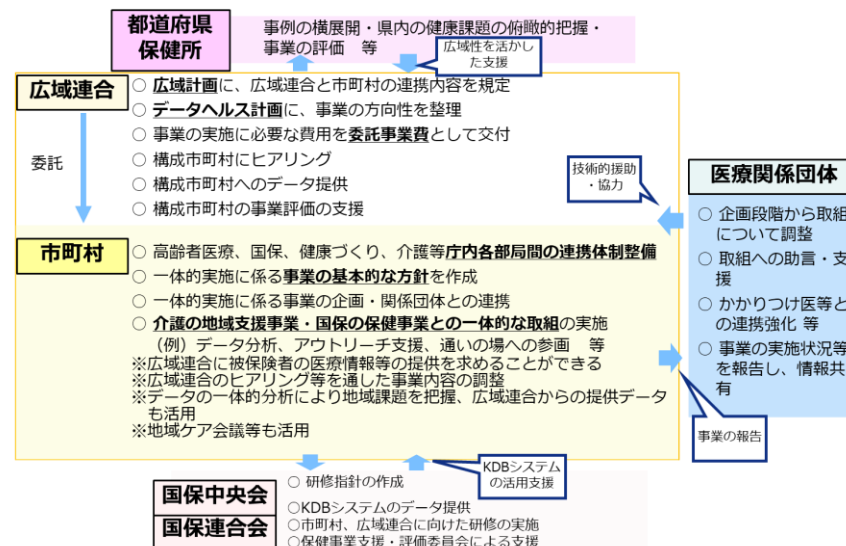 都道府県
保健所
事例の横展開・県内の健康課題の俯瞰的把握・
事業の評価　等
広域性を活かし
た支援
広域連合
○ 広域計画に、広域連合と市町村の連携内容を規定
○ データヘルス計画に、事業の方向性を整理
○ 事業の実施に必要な費用を委託事業費として交付
○ 構成市町村にヒアリング
○ 構成市町村へのデータ提供
○ 構成市町村の事業評価の支援
委託
技術的援助
・協力
市町村
○ 高齢者医療、国保、健康づくり、介護等庁内各部局間の連携体制整備
○ 一体的実施に係る事業の基本的な方針を作成
○ 一体的実施に係る事業の企画・関係団体との連携
○ 介護の地域支援事業・国保の保健事業との一体的な取組の実施
（例）データ分析、アウトリーチ支援、通いの場への参画　等
※広域連合に被保険者の医療情報等の提供を求めることができる
※広域連合のヒアリング等を通した事業内容の調整
※データの一体的分析により地域課題を把握、広域連合からの提供データ
も活用
※地域ケア会議等も活用
医療関係団体
○ 企画段階から取組
について調整
○ 取組への助言・支
援
○ かかりつけ医等と
の連携強化 等
○ 事業の実施状況等
を報告し、情報共
有
事業の報告
KDBシステム
の活用支援
国保中央会
国保連合会
○ 研修指針の作成
○KDBシステムのデータ提供
○市町村、広域連合に向けた研修の実施
○保健事業支援・評価委員会による支援